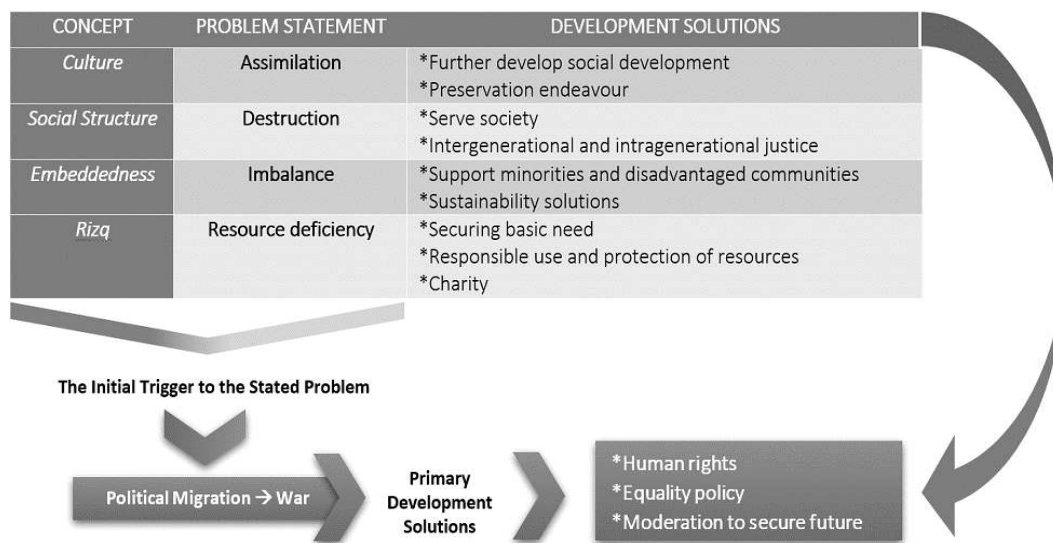 CONCEPT PROBLEM STATEMENT DEVELOPMENT SOLUTIONS
Culture Assimilation *Further develop social development
*Preservation endeavour
Social Structure Destruction *Serve society
*Intergenerational and intragenerational justice
Embeddedness Imbalance *Support minorities and disadvantaged communities
*Sustainability solutions
Rizq Resource deficiency *Securing basic need
*Responsible use and protection of resources
*Charity
The Initial Trigger to the Stated Problem
Political Migration → War
Primary
Development
Solutions
*Human rights
*Equality policy
*Moderation to secure future